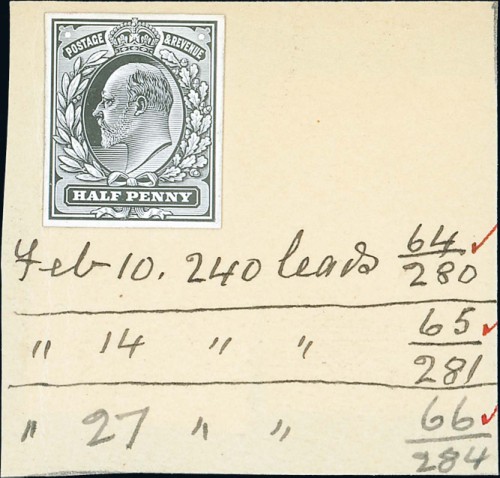 POSTAGE & REVENUE
HALF PENNY
Feb 10. 240 leads 64/280 ✓
" 14 " " 65/281 ✓
" 27 " " 66/284 ✓